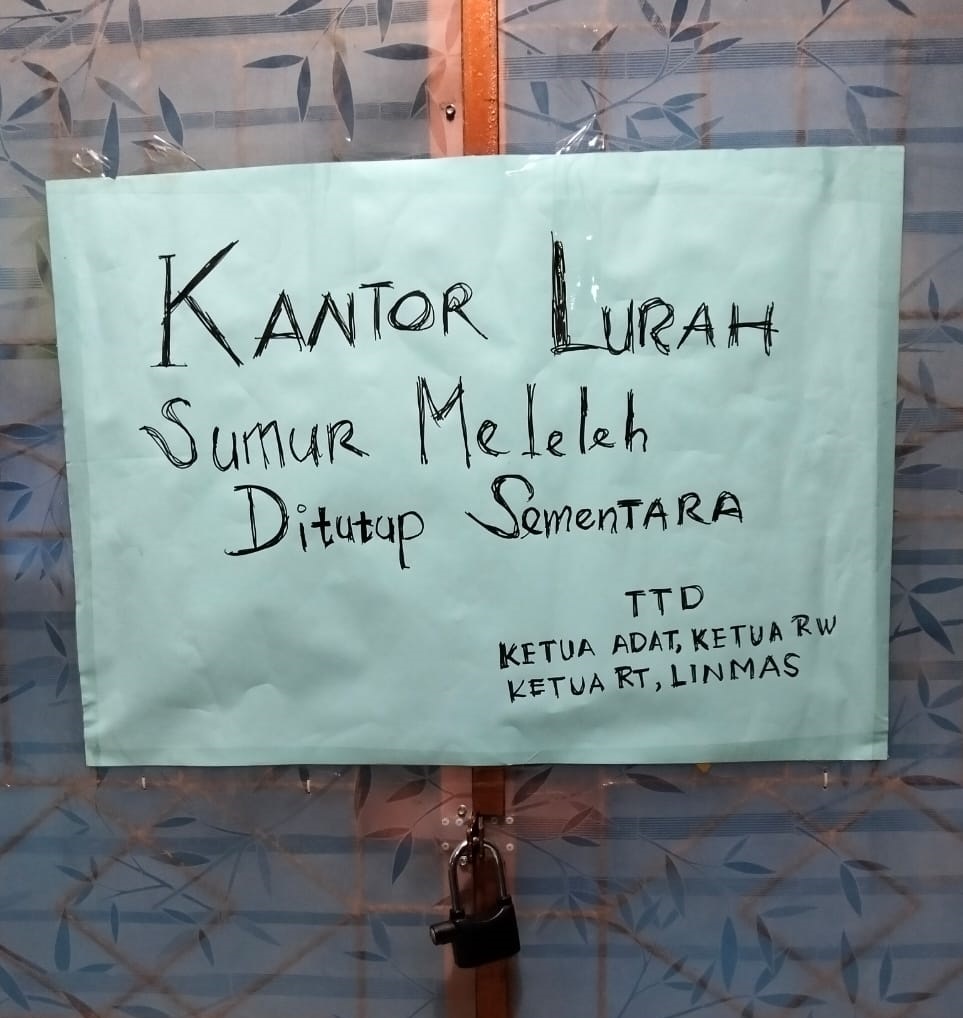 KANTOR LURAH
Sumur Meleleh
Ditutup SemenTARA
TTD
KETUA ADAT, KETUA RW
KETUA RT, LINMAS